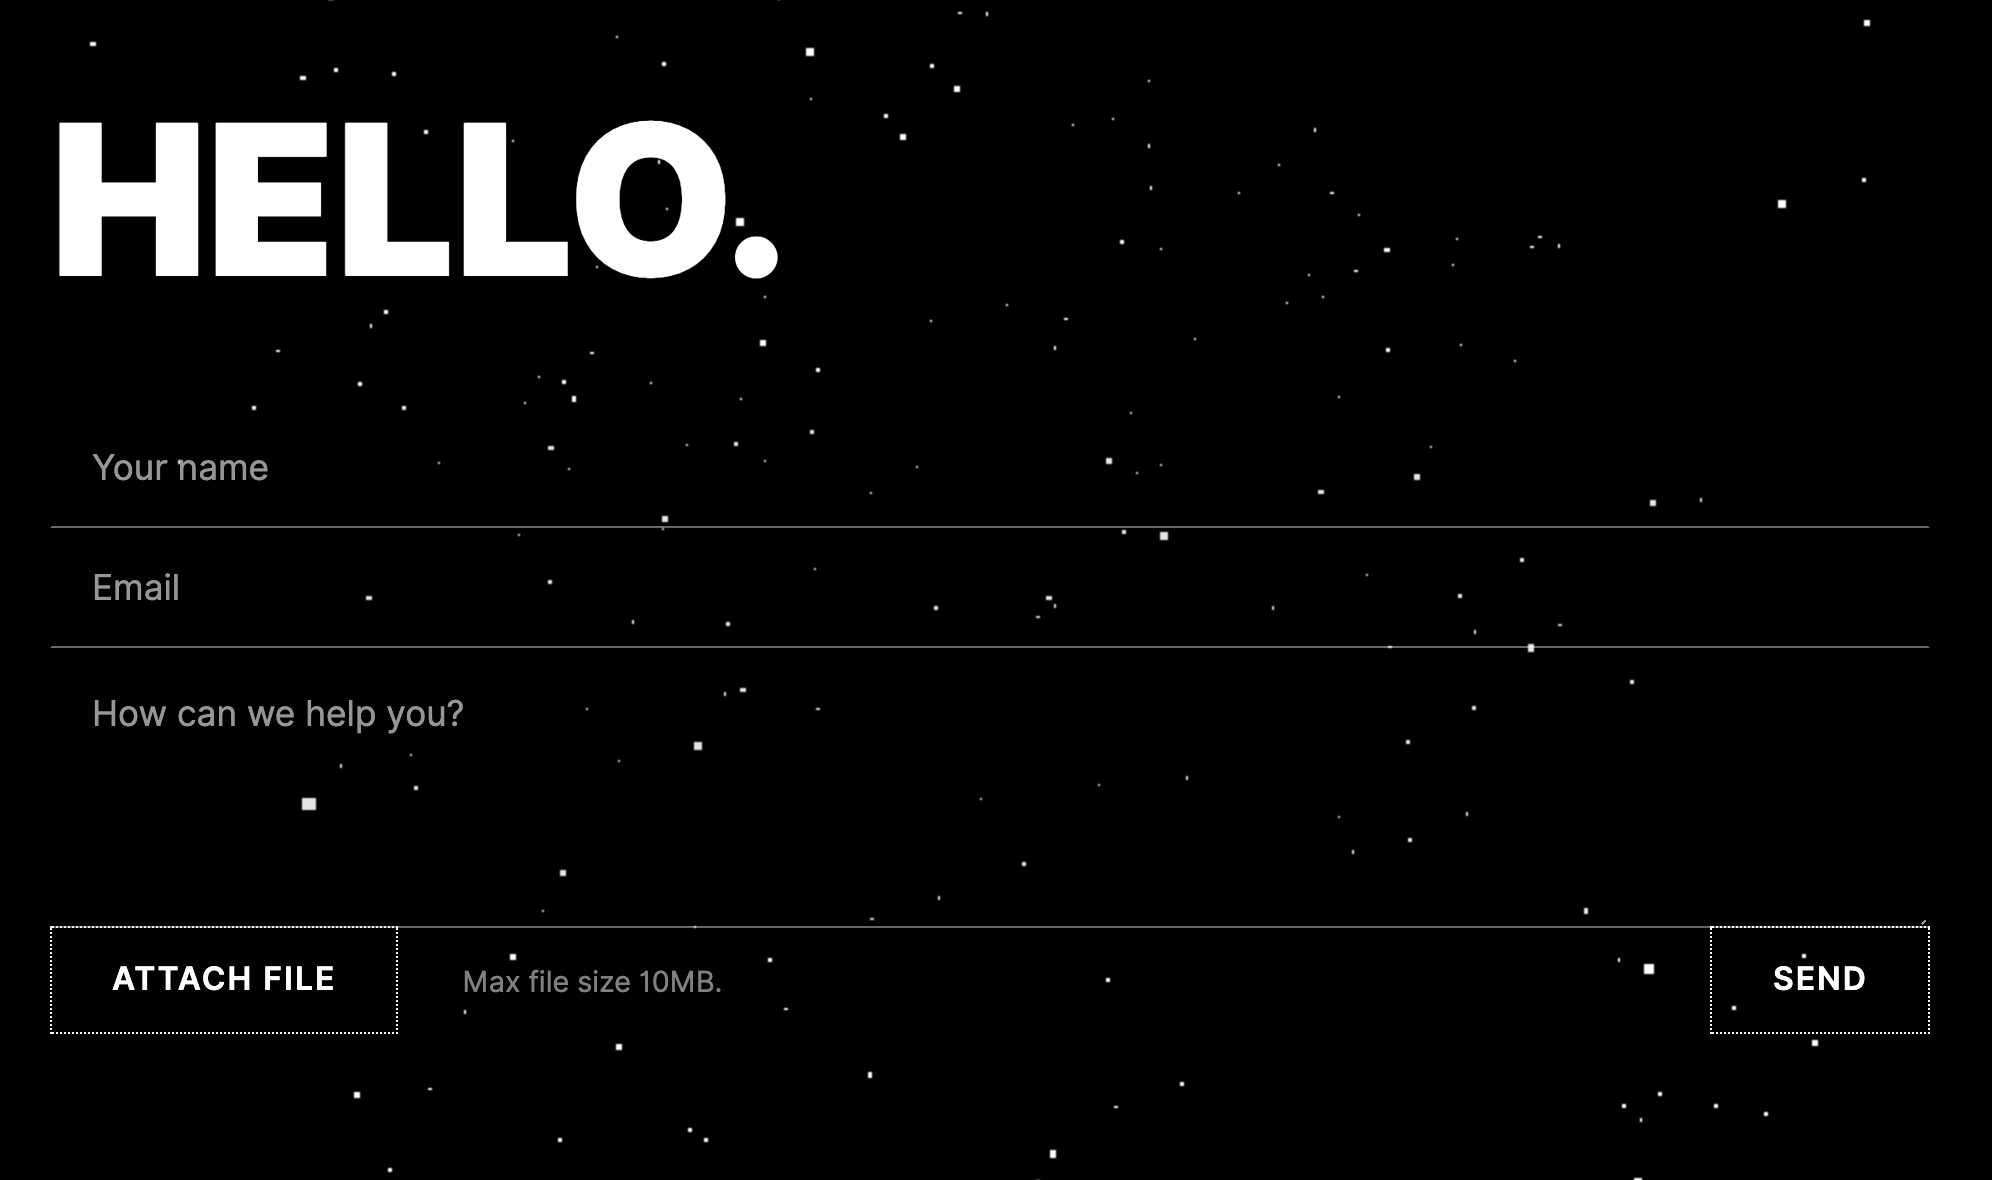 HELLO.
Your name
Email
How can we help you?
ATTACH FILE
Max file size 10MB.
SEND